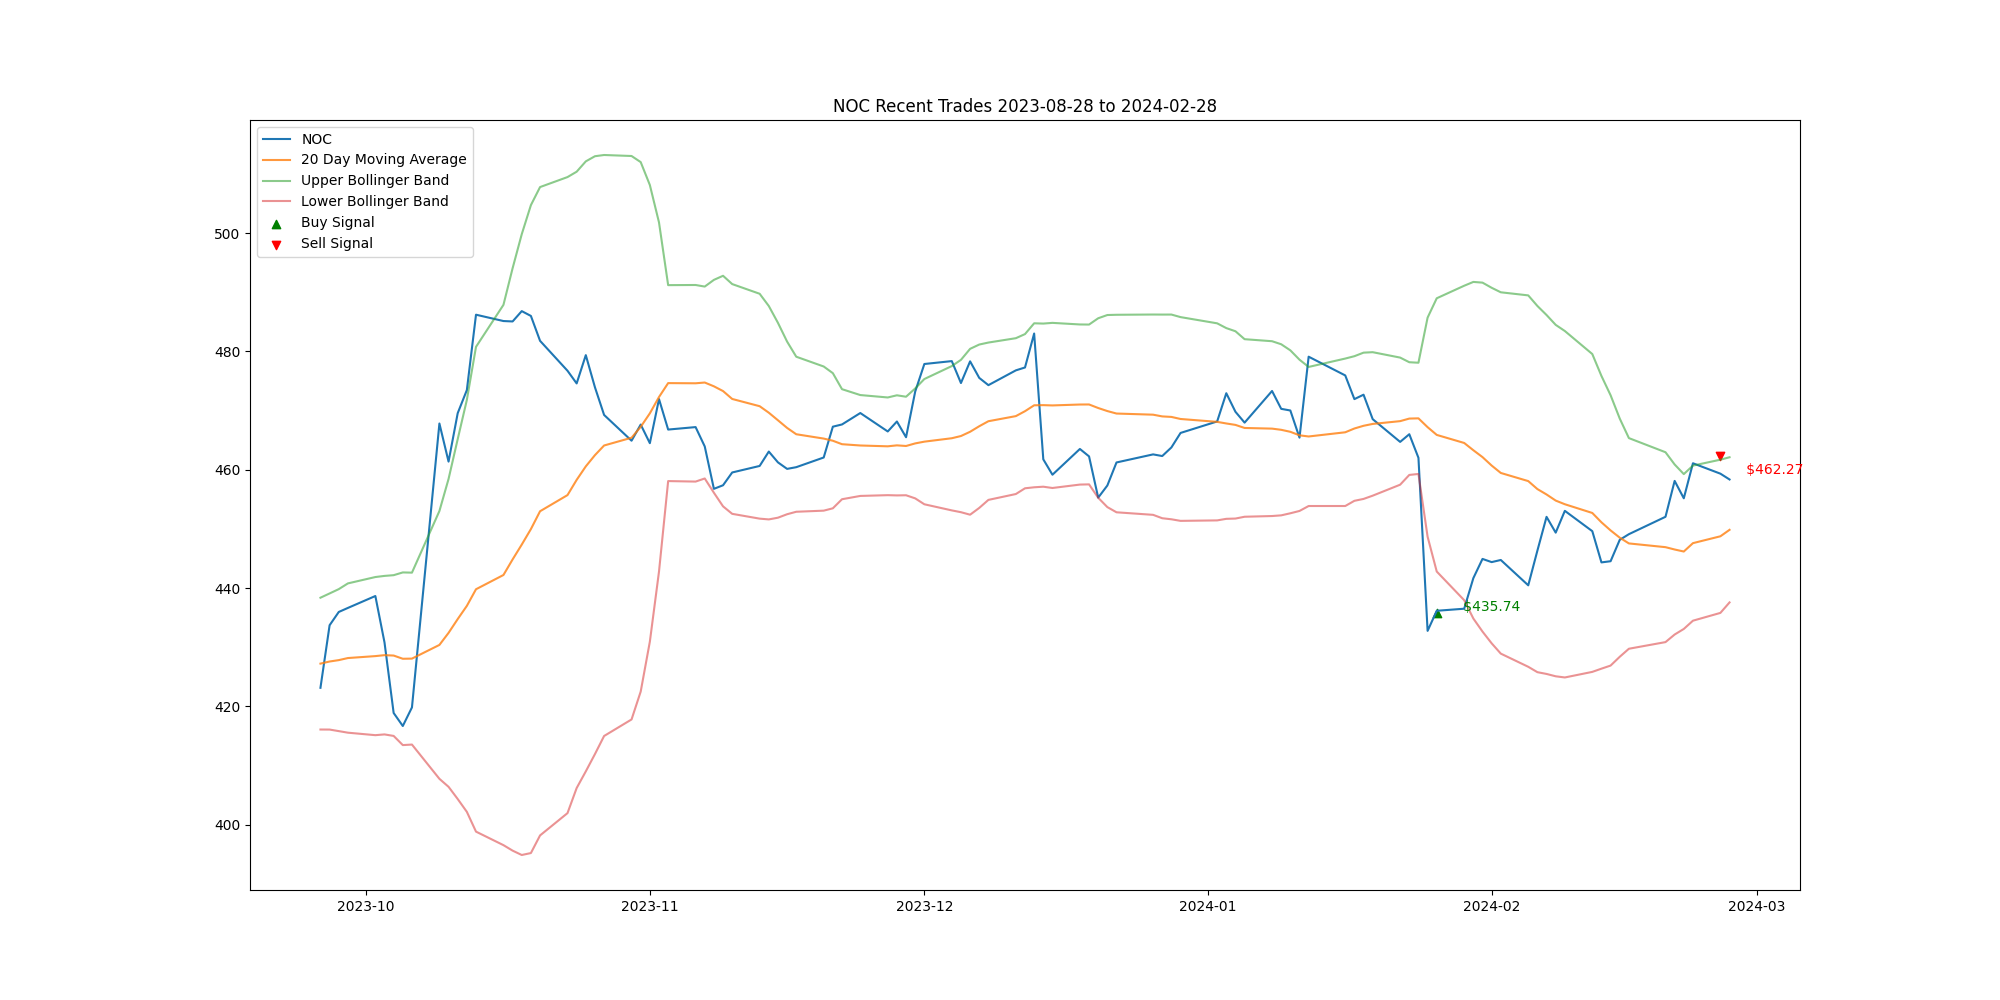 NOC Recent Trades 2023-08-28 to 2024-02-28
NOC
20 Day Moving Average
Upper Bollinger Band
Lower Bollinger Band
Buy Signal
Sell Signal
500
480
460
440
420
400
$462.27
$435.74
2023-10
2023-11
2023-12
2024-01
2024-02
2024-03